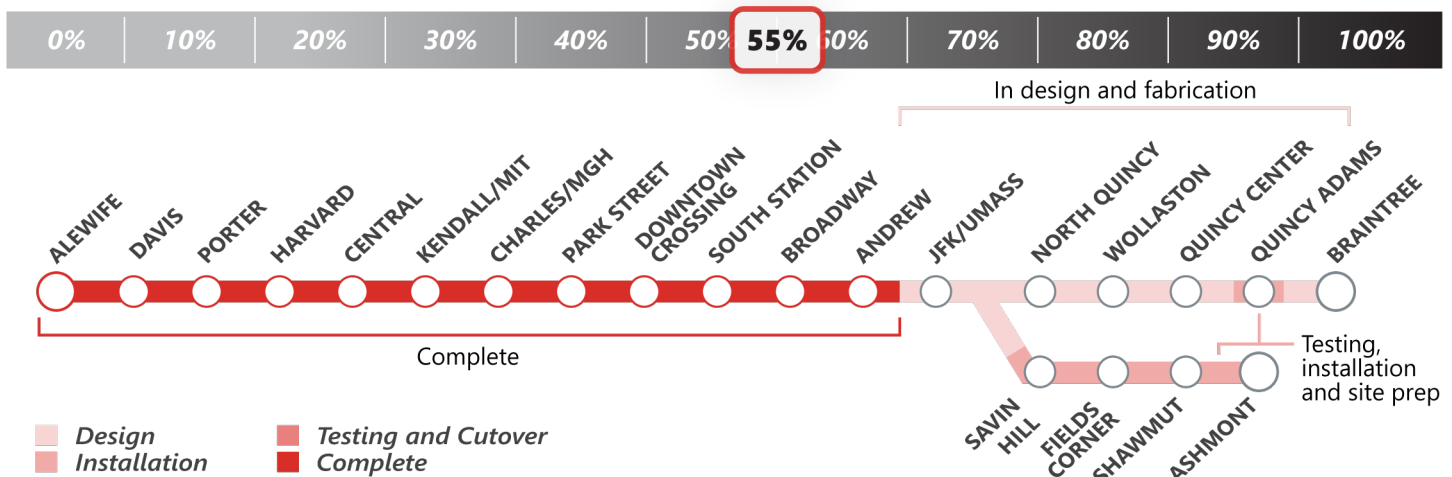 0% 10% 20% 30% 40% 50% 55% 60% 70% 80% 90% 100%
In design and fabrication
ALEWIFE
DAVIS
PORTER
HARVARD
CENTRAL
KENDALL/MIT
CHARLES/MGH
PARK STREET
DOWNTOWN
CROSSING
SOUTH STATION
BROADWAY
ANDREW
JFK/UMASS
NORTH QUINCY
WOLLASTON
QUINCY CENTER
QUINCY ADAMS
BRAINTREE
Complete
Testing,
installation
and site prep
SAVIN
HILL
FIELDS
CORNER
SHAWMUT
ASHMONT
Design
Installation
Testing and Cutover
Complete